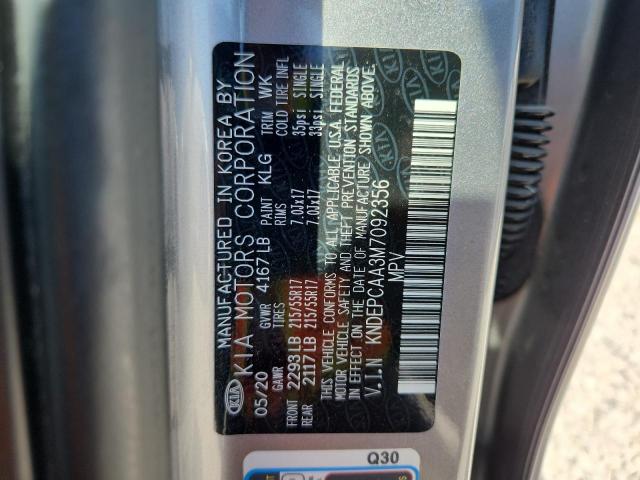 MANUFACTURED IN KOREA BY
KIA KIA MOTORS CORPORATION
05/20 GVWR 4167 LB PAINT KLG TRIM WK
GAWR TIRES RIMS COLD TIRE INFL
FRONT 2293 LB 215/55R17 7.0Jx17 35psi SINGLE
REAR 2117 LB 215/55R17 7.0Jx17 33psi SINGLE
THIS VEHICLE CONFORMS TO ALL APPLICABLE U.S.A. FEDERAL
MOTOR VEHICLE SAFETY AND THEFT PREVENTION STANDARDS
IN EFFECT ON THE DATE OF MANUFACTURE SHOWN ABOVE.
V.I.N KNDEPCAA3M7092356
MPV
Q30